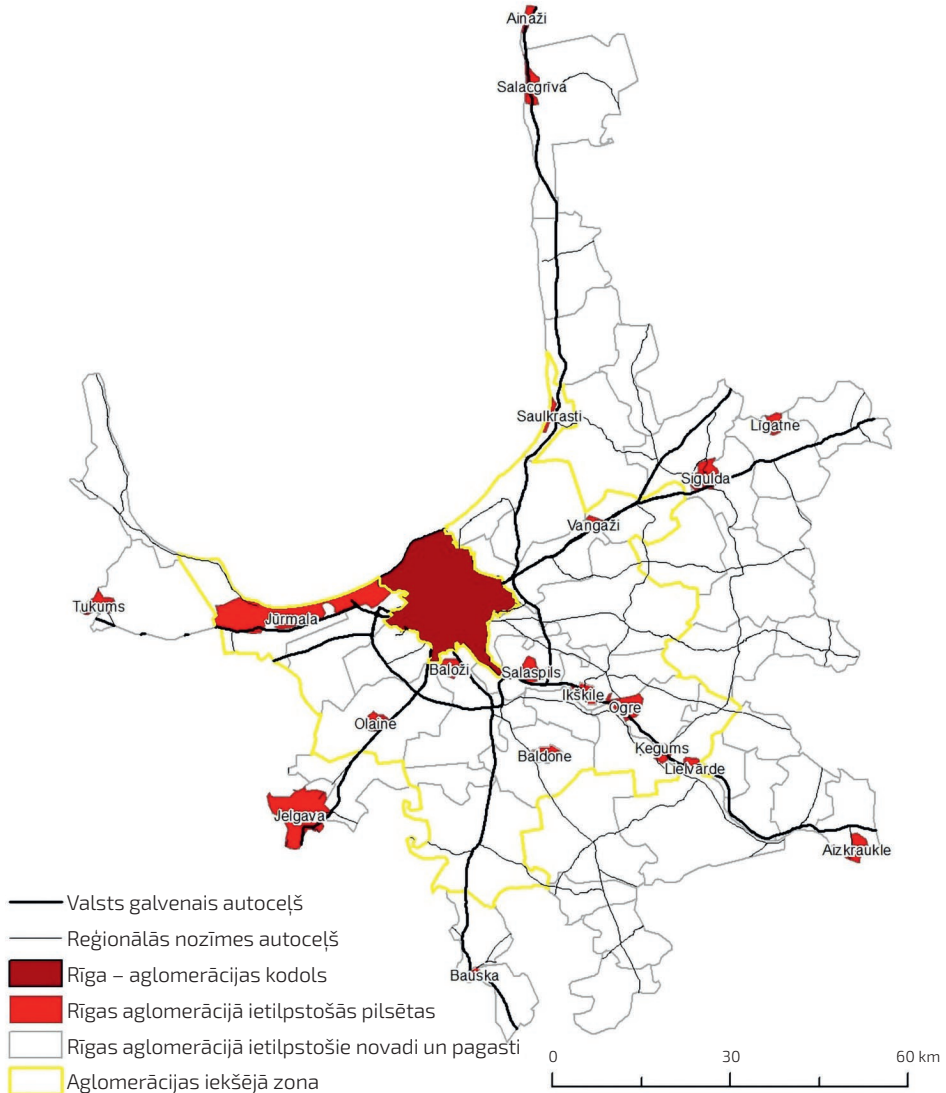 Ainaži
Salacgrīva
Saulkrasti
Līgatne
Sigulda
Vangaži
Tukums
Jūrmala
Baloži
Salaspils
Ikšķile
Ogre
Olaine
Baldone
Ķegums
Lielvārde
Jelgava
Aizkraukle
Bauska
Valsts galvenais autoceļš
Reģionālās nozīmes autoceļš
Rīga – aglomerācijas kodols
Rīgas aglomerācijā ietilpstošās pilsētas
Rīgas aglomerācijā ietilpstošie novadi un pagasti
Aglomerācijas iekšējā zona
0 30 60 km